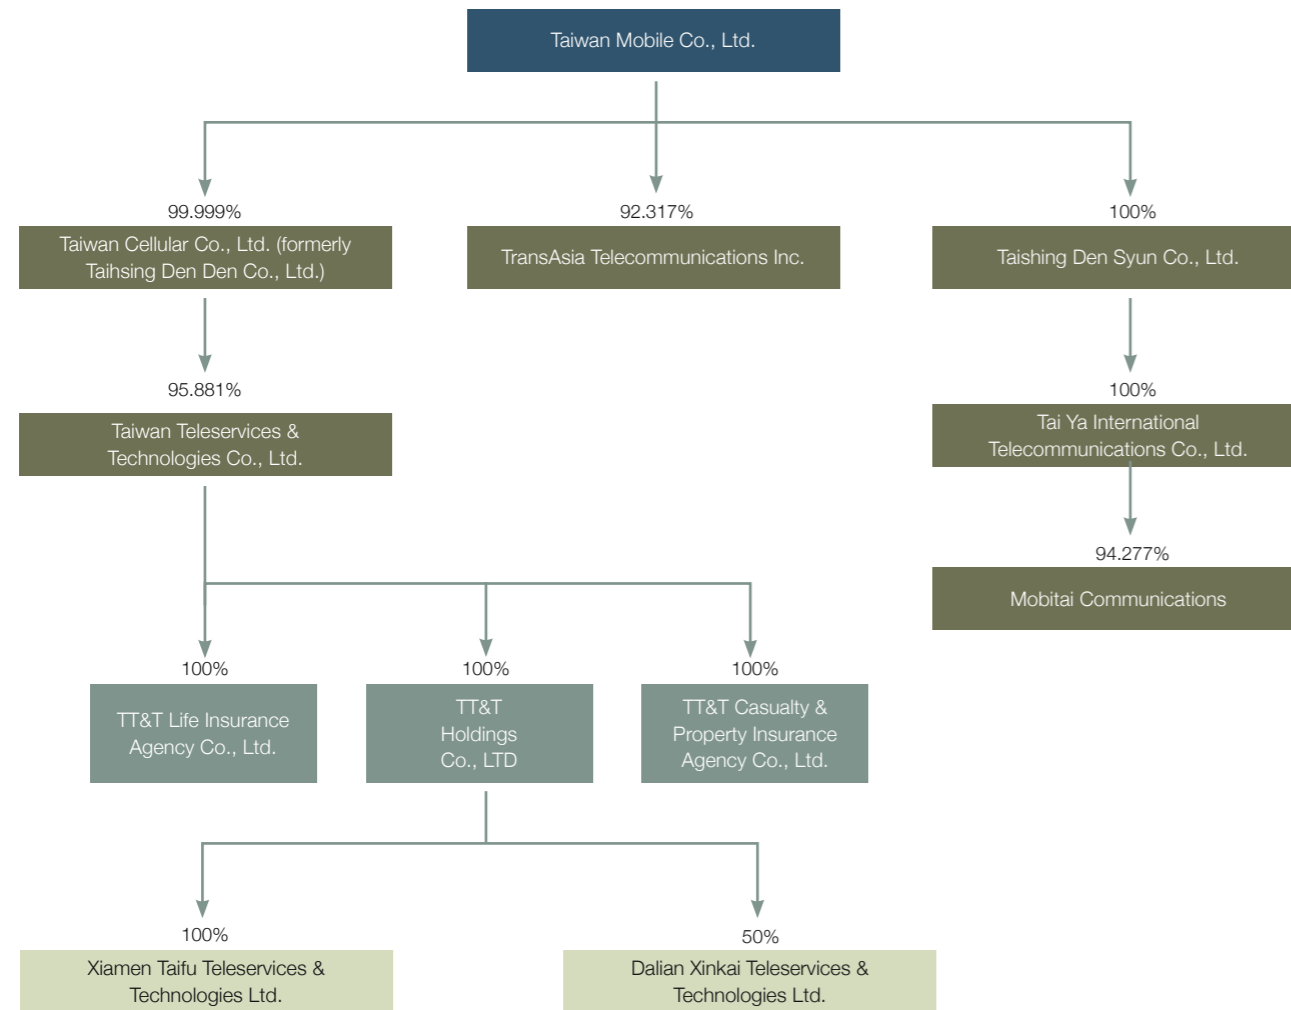 Taiwan Mobile Co., Ltd.
99.999%
92.317%
100%
Taiwan Cellular Co., Ltd. (formerly
Taihsing Den Den Co., Ltd.)
TransAsia Telecommunications Inc.
Taishing Den Syun Co., Ltd.
95.881%
100%
Taiwan Teleservices &
Technologies Co., Ltd.
Tai Ya International
Telecommunications Co., Ltd.
94.277%
Mobitai Communications
100%
100%
100%
TT&T Life Insurance
Agency Co., Ltd.
TT&T
Holdings
Co., LTD
TT&T Casualty &
Property Insurance
Agency Co., Ltd.
100%
50%
Xiamen Taifu Teleservices &
Technologies Ltd.
Dalian Xinkai Teleservices &
Technologies Ltd.